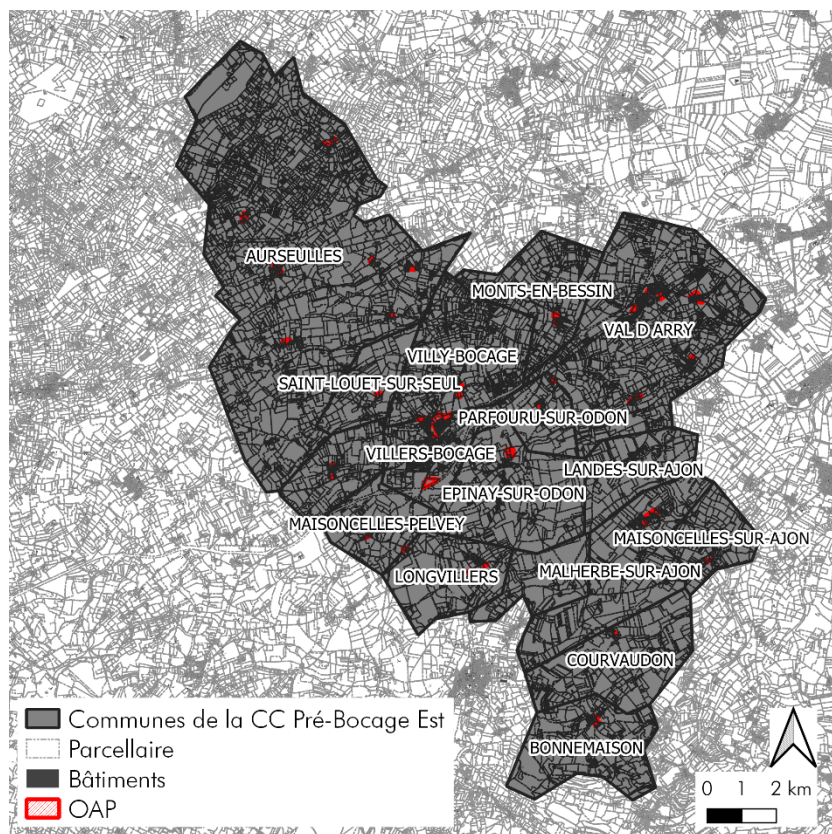 AURSEULLES
MONTS-EN-BESSIN
VAL D ARRY
VILLY-BOCAGE
SAINT-LOUET-SUR-SEUL
PARFOURU-SUR-ODON
VILLERS-BOCAGE
LANDES-SUR-AJON
EPINAY-SUR-ODON
MAISONCELLES-PELVEY
MAISONCELLES-SUR-AJON
LONGVILLERS
MALHERBE-SUR-AJON
COURVAUDON
BONNEMAISON
Communes de la CC Pré-Bocage Est
Parcellaire
Bâtiments
OAP
0 1 2 km